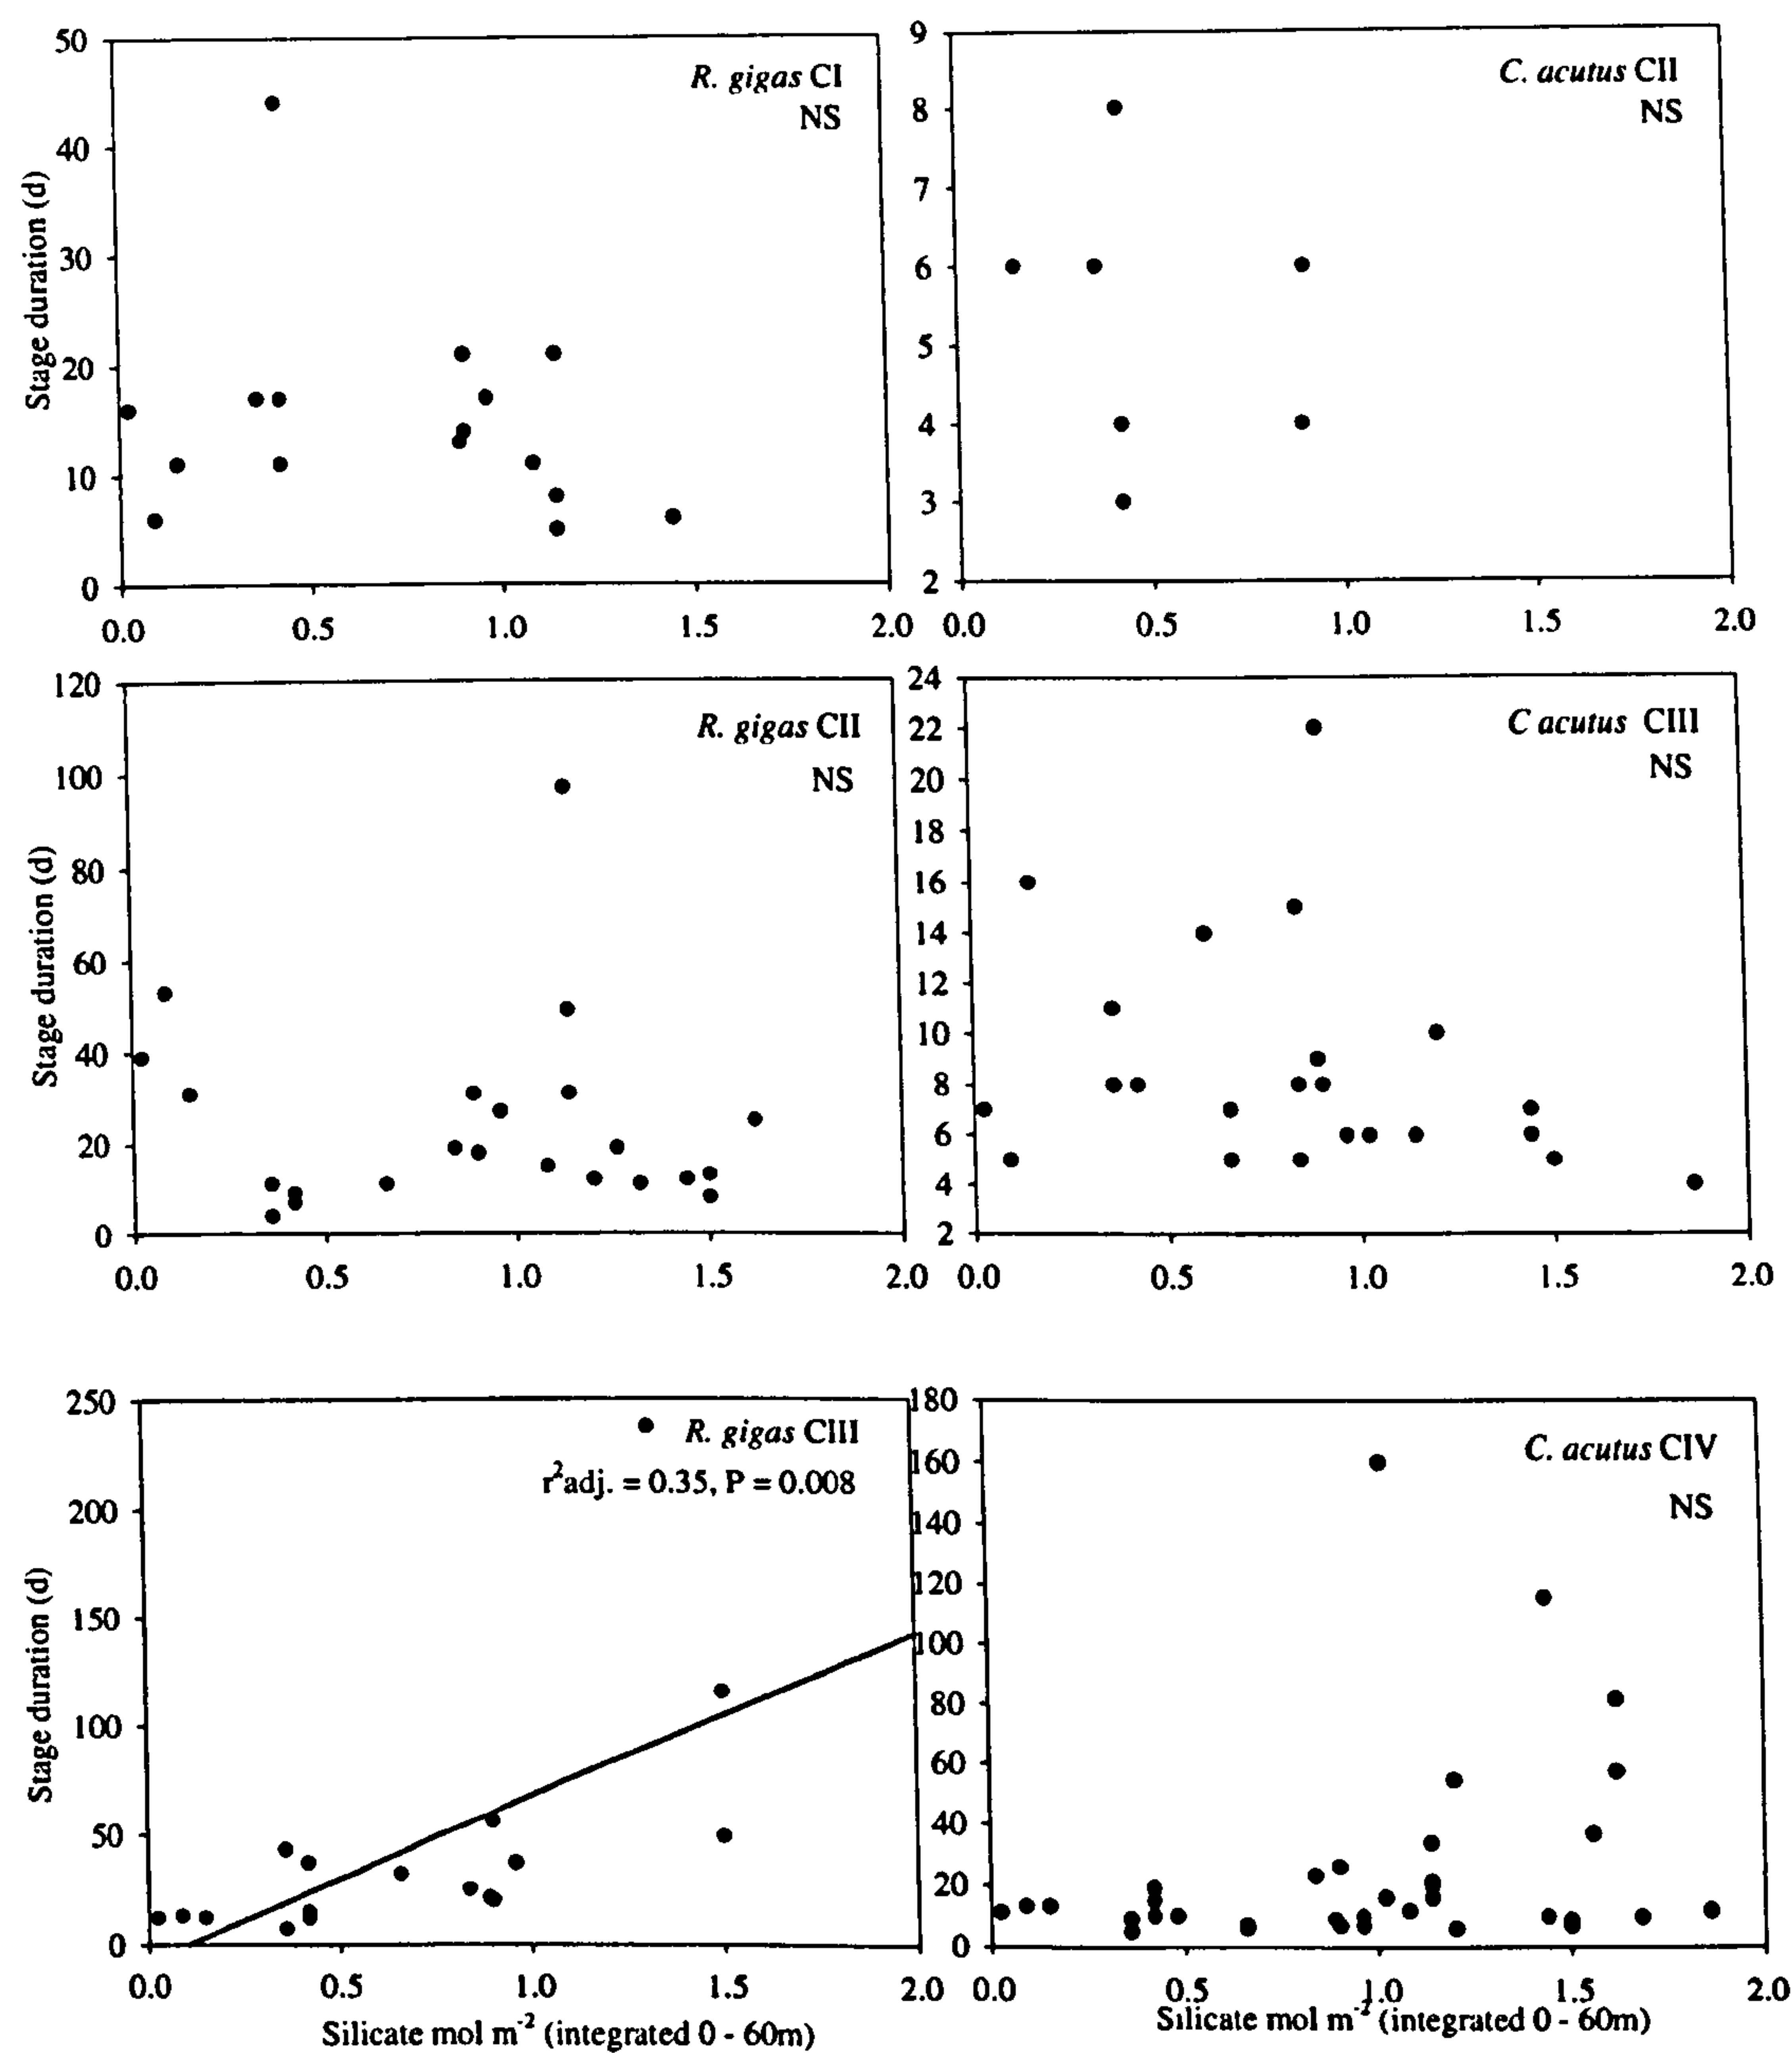 R. gigas CI
NS
Stage duration (d)
50
40
30
20
10
0
0.0 0.5 1.0 1.5 2.0
C. acutus CII
NS
9
8
7
6
5
4
3
2
0.0 0.5 1.0 1.5 2.0
R. gigas CII
NS
Stage duration (d)
120
100
80
60
40
20
0
0.0 0.5 1.0 1.5 2.0
C acutus CIII
NS
24
22
20
18
16
14
12
10
8
6
4
2
0.0 0.5 1.0 1.5 2.0
R. gigas CIII
r²adj. = 0.35, P = 0.008
Stage duration (d)
250
200
150
100
50
0
0.0 0.5 1.0 1.5 2.0
Silicate mol m⁻² (integrated 0 - 60m)
C. acutus CIV
NS
180
160
140
120
100
80
60
40
20
0
0.0 0.5 1.0 1.5 2.0
Silicate mol m⁻² (integrated 0 - 60m)